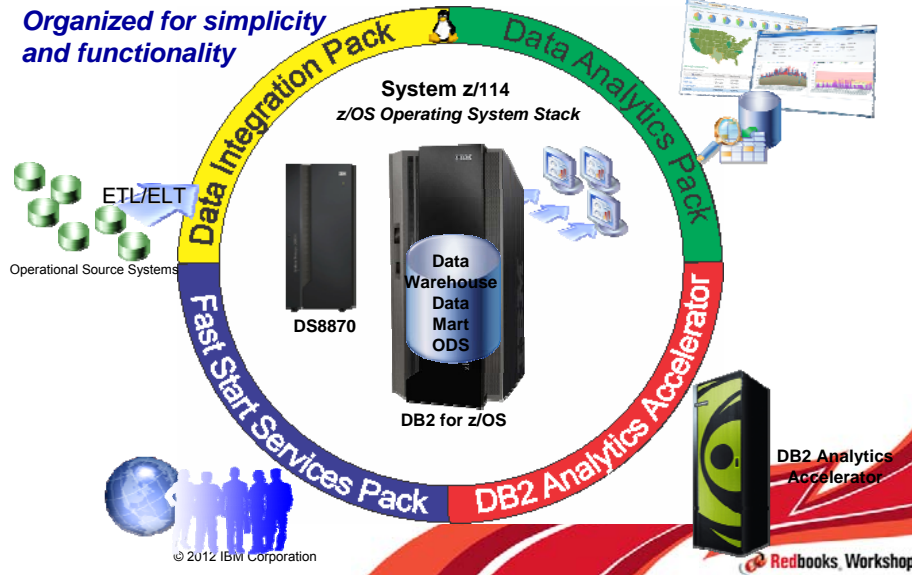 Organized for simplicity
and functionality
Data Integration Pack
Data Analytics Pack
System z/114
z/OS Operating System Stack
ETL/ELT
Operational Source Systems
IBM
Data
Warehouse
Data
Mart
ODS
DS8870
DB2 for z/OS
Fast Start Services Pack
DB2 Analytics Accelerator
DB2 Analytics
Accelerator
© 2012 IBM Corporation
Redbooks Workshop